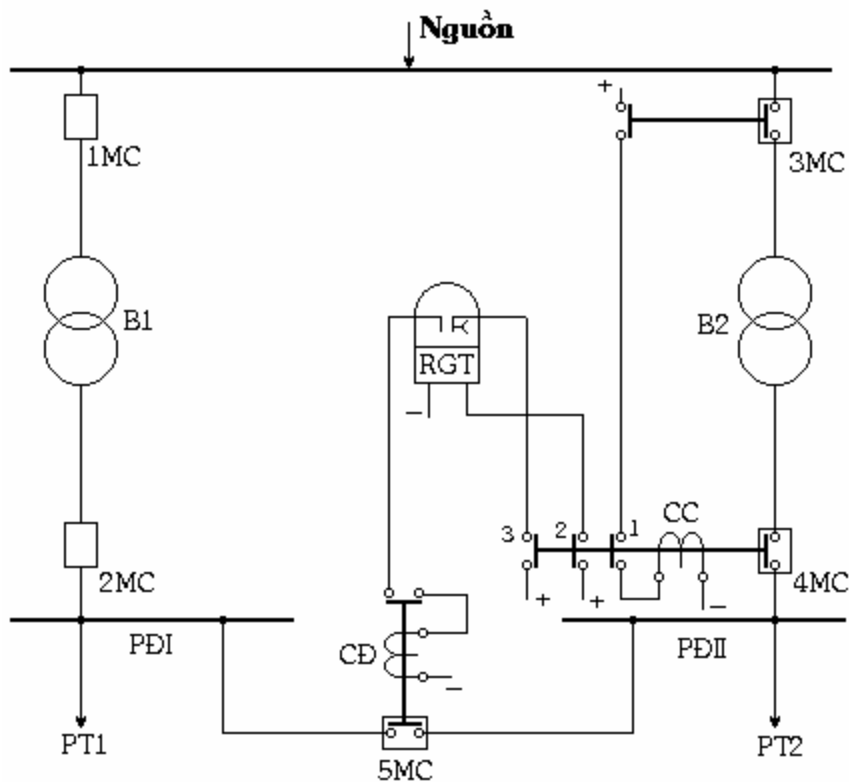 Nguồn
+
1MC
3MC
B1
B2
RGT
−
3
2
1
CC
+
+
−
2MC
4MC
PĐI
CĐ
−
PĐII
PT1
5MC
PT2